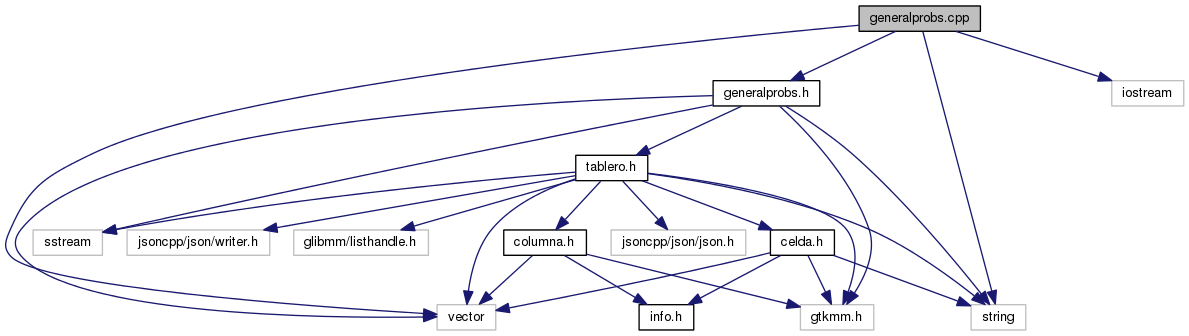 generalprobs.cpp
generalprobs.h
iostream
tablero.h
sstream
jsoncpp/json/writer.h
glibmm/listhandle.h
columna.h
jsoncpp/json/json.h
celda.h
vector
info.h
gtkmm.h
string